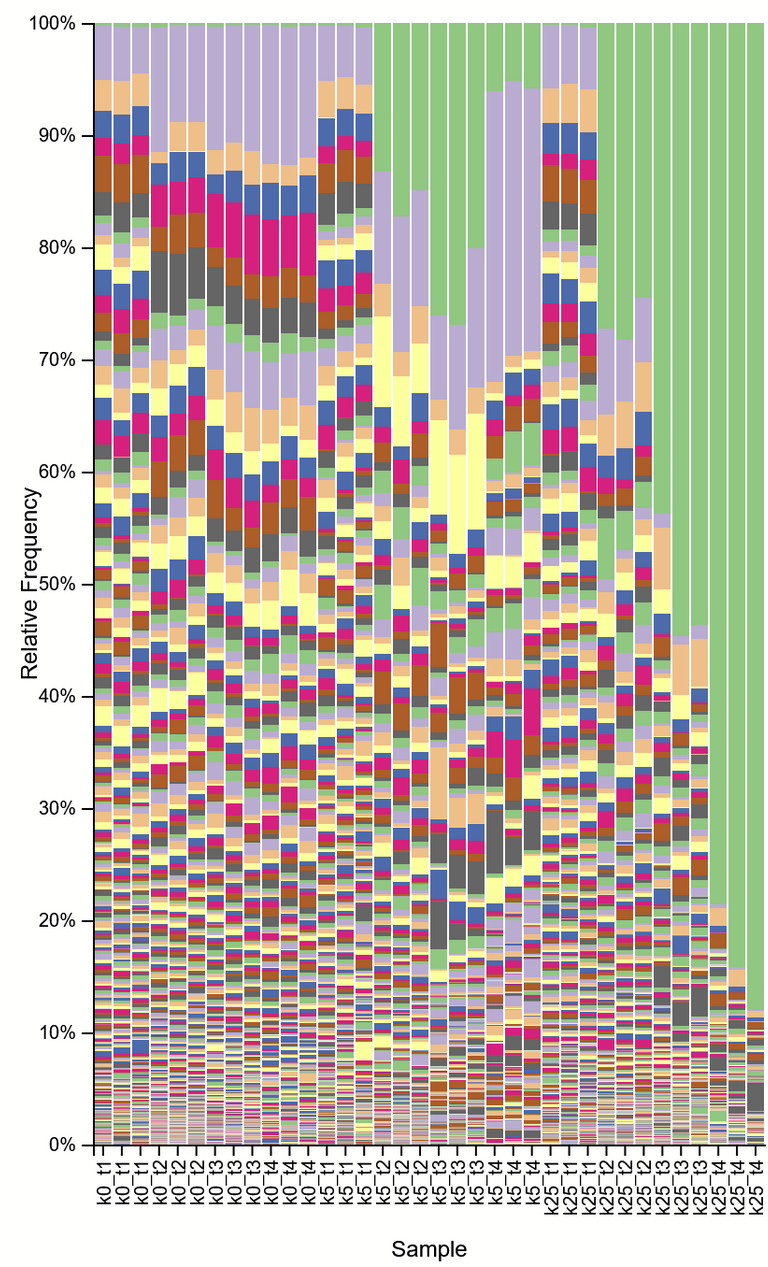 100%
90%
80%
70%
60%
50%
40%
30%
20%
10%
0%
Relative Frequency
k0_t1
k0_t1
k0_t1
k0_t2
k0_t2
k0_t2
k0_t3
k0_t3
k0_t3
k0_t4
k0_t4
k0_t4
k5_t1
k5_t1
k5_t1
k5_t2
k5_t2
k5_t2
k5_t3
k5_t3
k5_t3
k5_t4
k5_t4
k5_t4
k25_t1
k25_t1
k25_t1
k25_t2
k25_t2
k25_t2
k25_t3
k25_t3
k25_t3
k25_t4
k25_t4
k25_t4
Sample